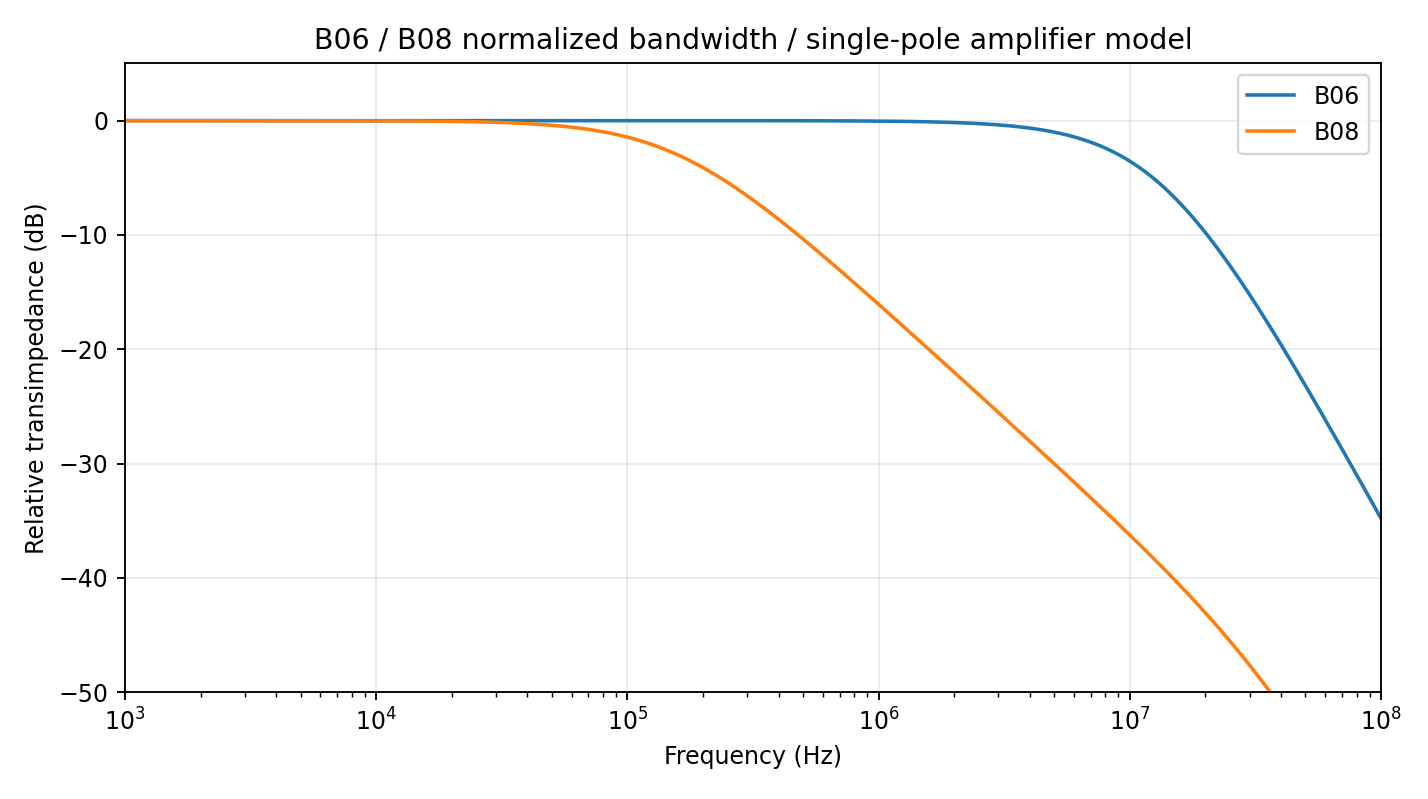 B06 / B08 normalized bandwidth / single-pole amplifier model
B06
B08
Relative transimpedance (dB)
0
−10
−20
−30
−40
−50
10³
10⁴
10⁵
10⁶
10⁷
10⁸
Frequency (Hz)